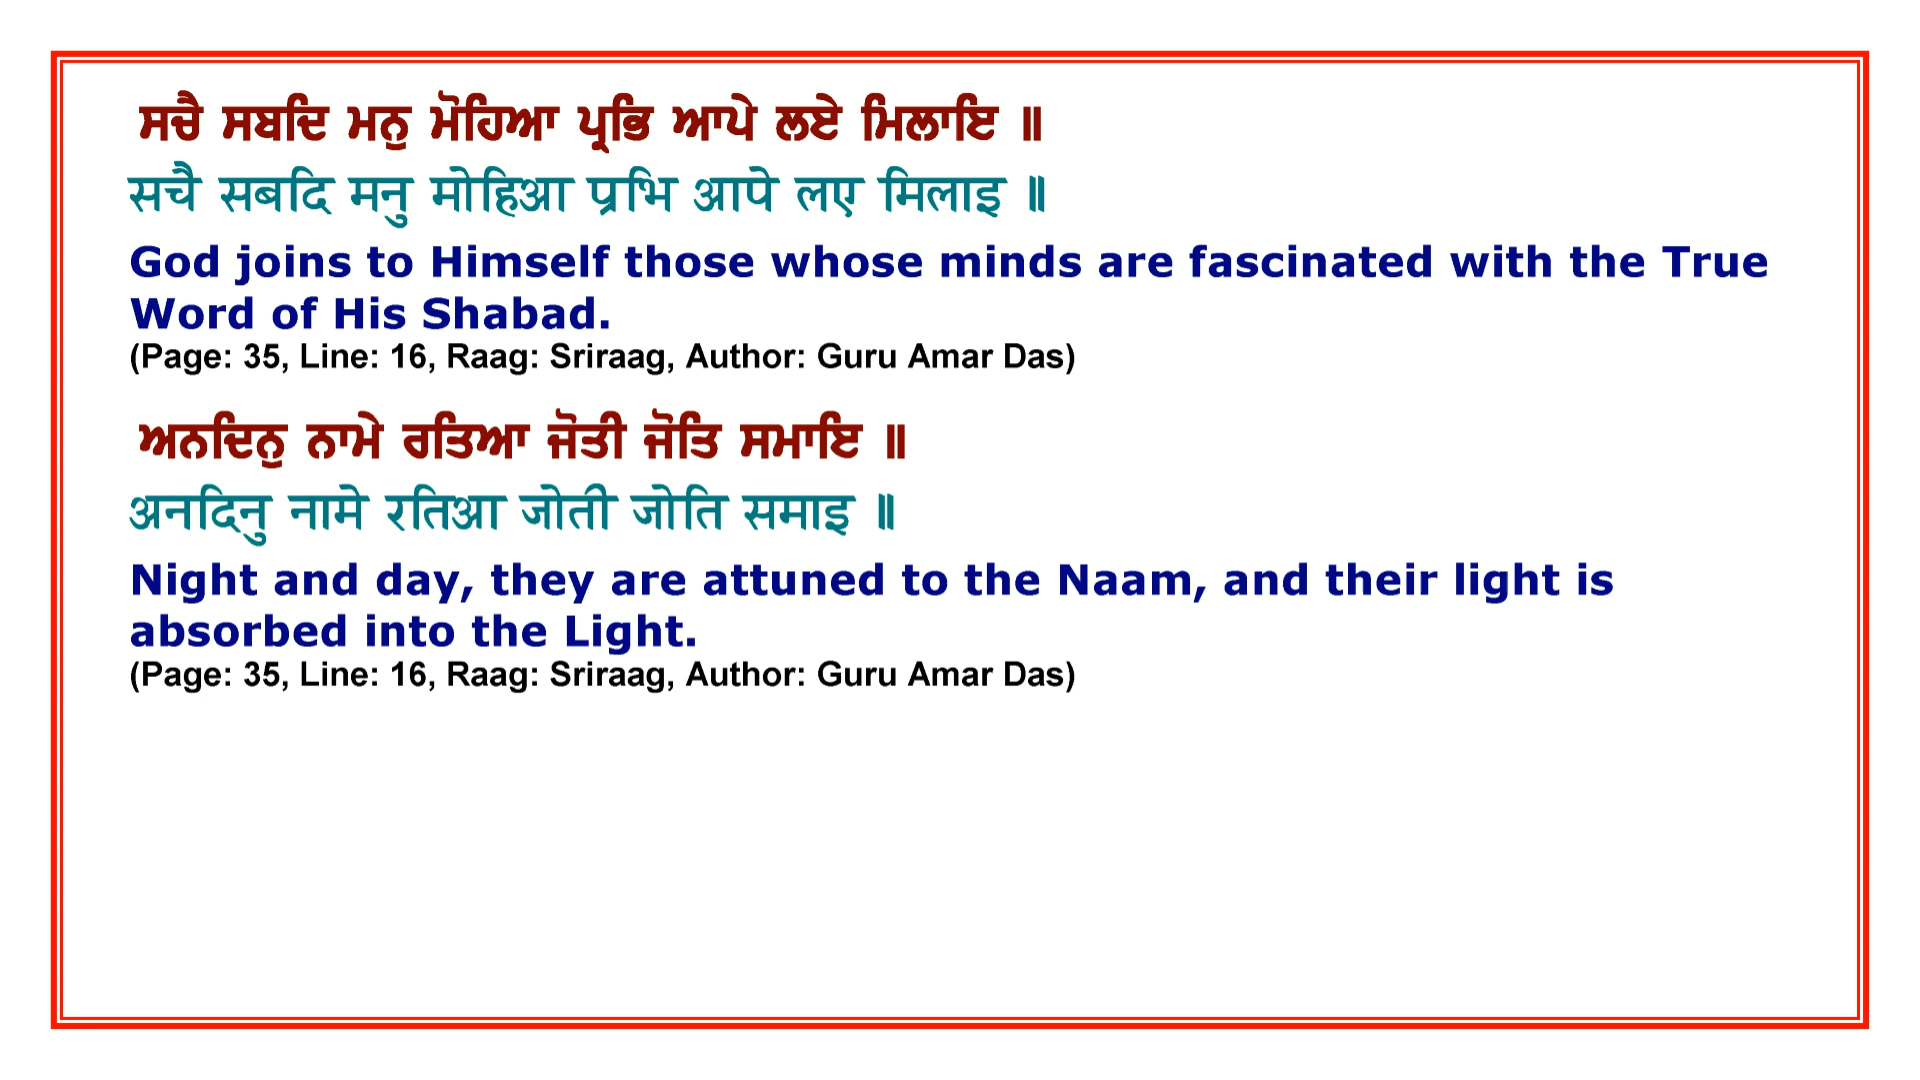 ਸਚੈ ਸਬਦਿ ਮਨੁ ਮੋਹਿਆ ਪ੍ਰਭਿ ਆਪੇ ਲਏ ਮਿਲਾਇ ॥
सचै सबदि मनु मोहिआ प्रभि आपे लए मिलाइ ॥
God joins to Himself those whose minds are fascinated with the True
Word of His Shabad.
(Page: 35, Line: 16, Raag: Sriraag, Author: Guru Amar Das)
ਅਨਦਿਨੁ ਨਾਮੇ ਰਤਿਆ ਜੋਤੀ ਜੋਤਿ ਸਮਾਇ ॥
अनदिनु नामे रतिआ जोती जोति समाइ ॥
Night and day, they are attuned to the Naam, and their light is
absorbed into the Light.
(Page: 35, Line: 16, Raag: Sriraag, Author: Guru Amar Das)